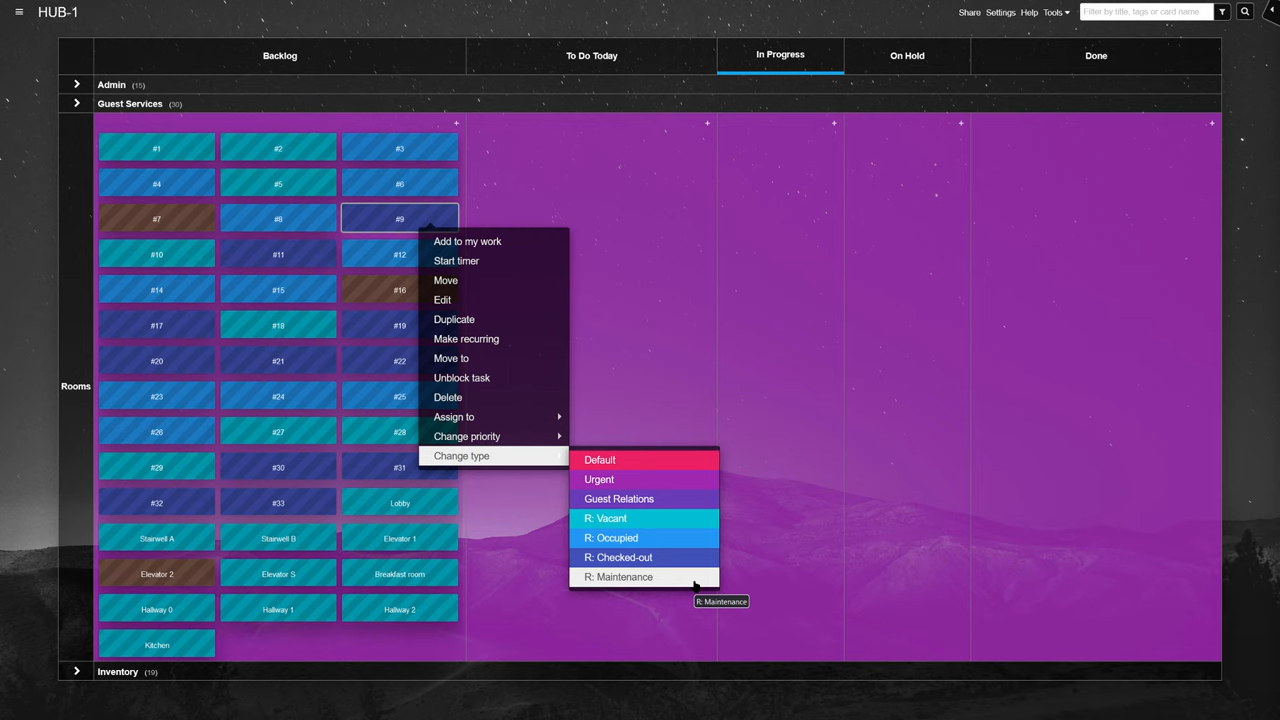 HUB-1
Share Settings Help Tools
Filter by title, tags or card name
Backlog
To Do Today
In Progress
On Hold
Done
Admin (15)
Guest Services (30)
Rooms
+ + + + +
#1 #2 #3
#4 #5 #6
#7 #8 #9
#10 #11 #12
#14 #15 #16
#17 #18 #19
#20 #21 #22
#23 #24 #25
#26 #27 #28
#29 #30 #31
#32 #33 Lobby
Stairwell A Stairwell B Elevator 1
Elevator 2 Elevator S Breakfast room
Hallway 0 Hallway 1 Hallway 2
Kitchen
Add to my work
Start timer
Move
Edit
Duplicate
Make recurring
Move to
Unblock task
Delete
Assign to
Change priority
Change type
Default
Urgent
Guest Relations
R: Vacant
R: Occupied
R: Checked-out
R: Maintenance
R: Maintenance
Inventory (19)